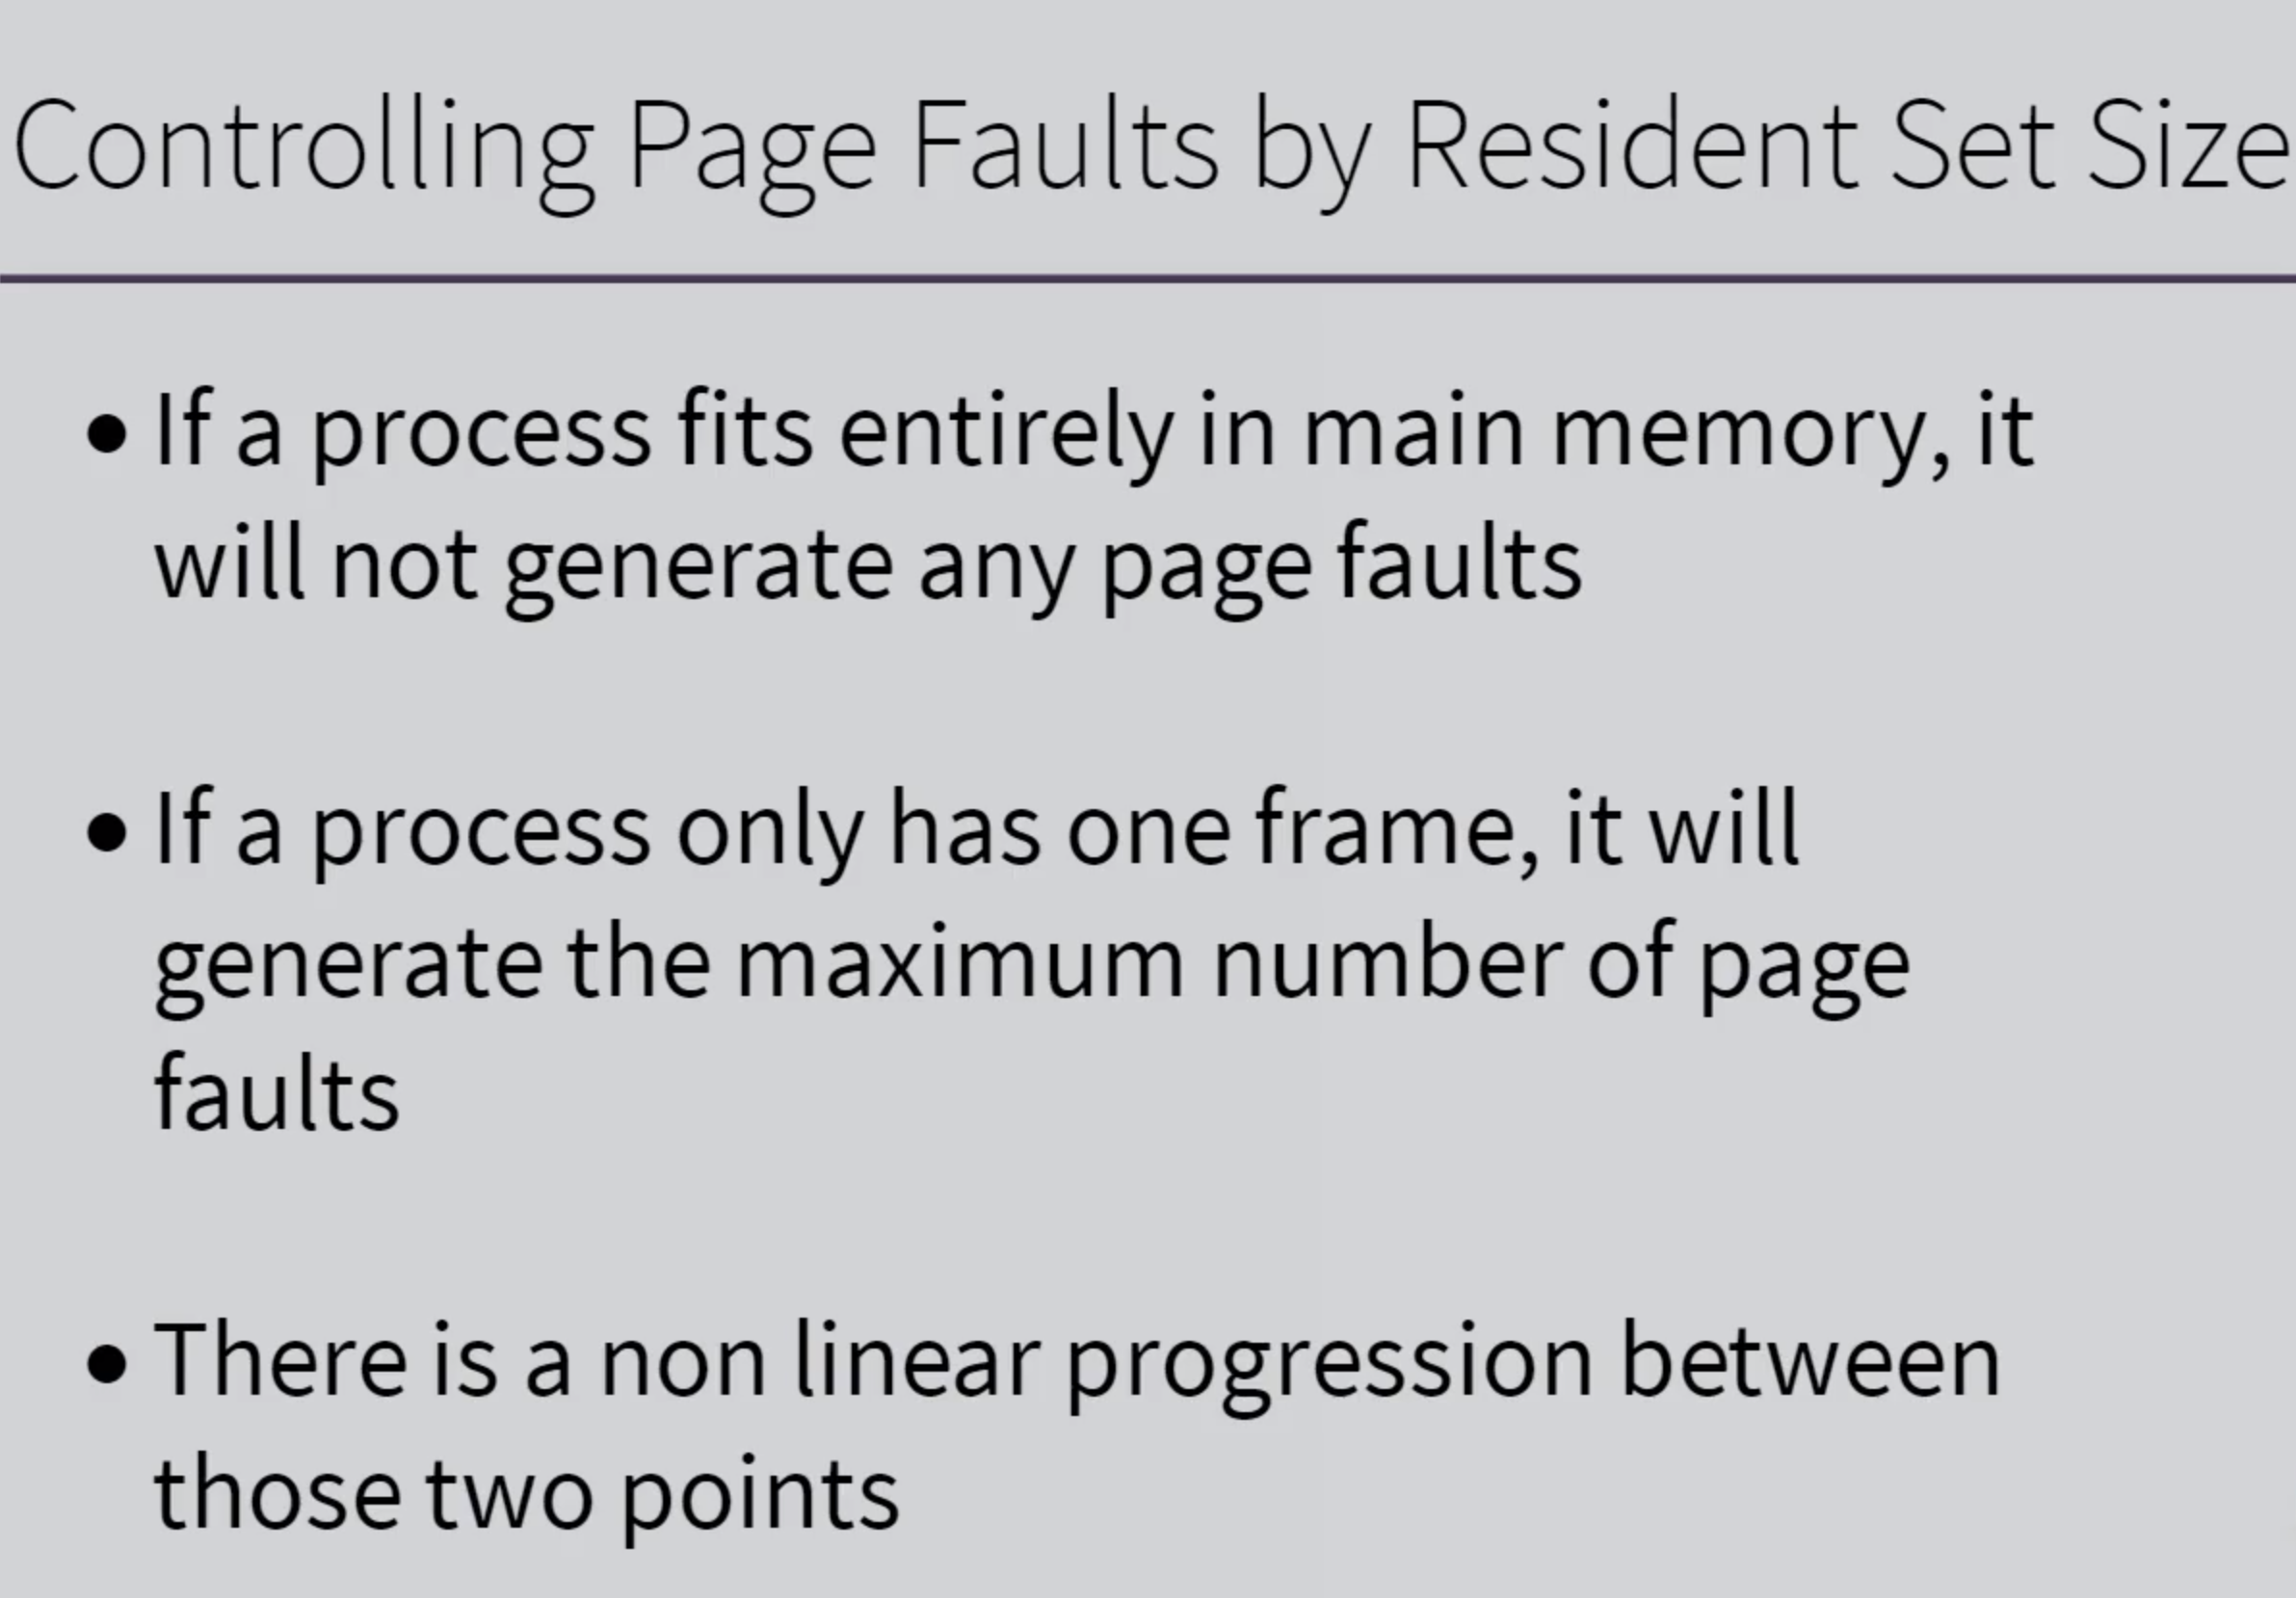 Controlling Page Faults by Resident Set Size
• If a process fits entirely in main memory, it
will not generate any page faults
• If a process only has one frame, it will
generate the maximum number of page
faults
• There is a non linear progression between
those two points